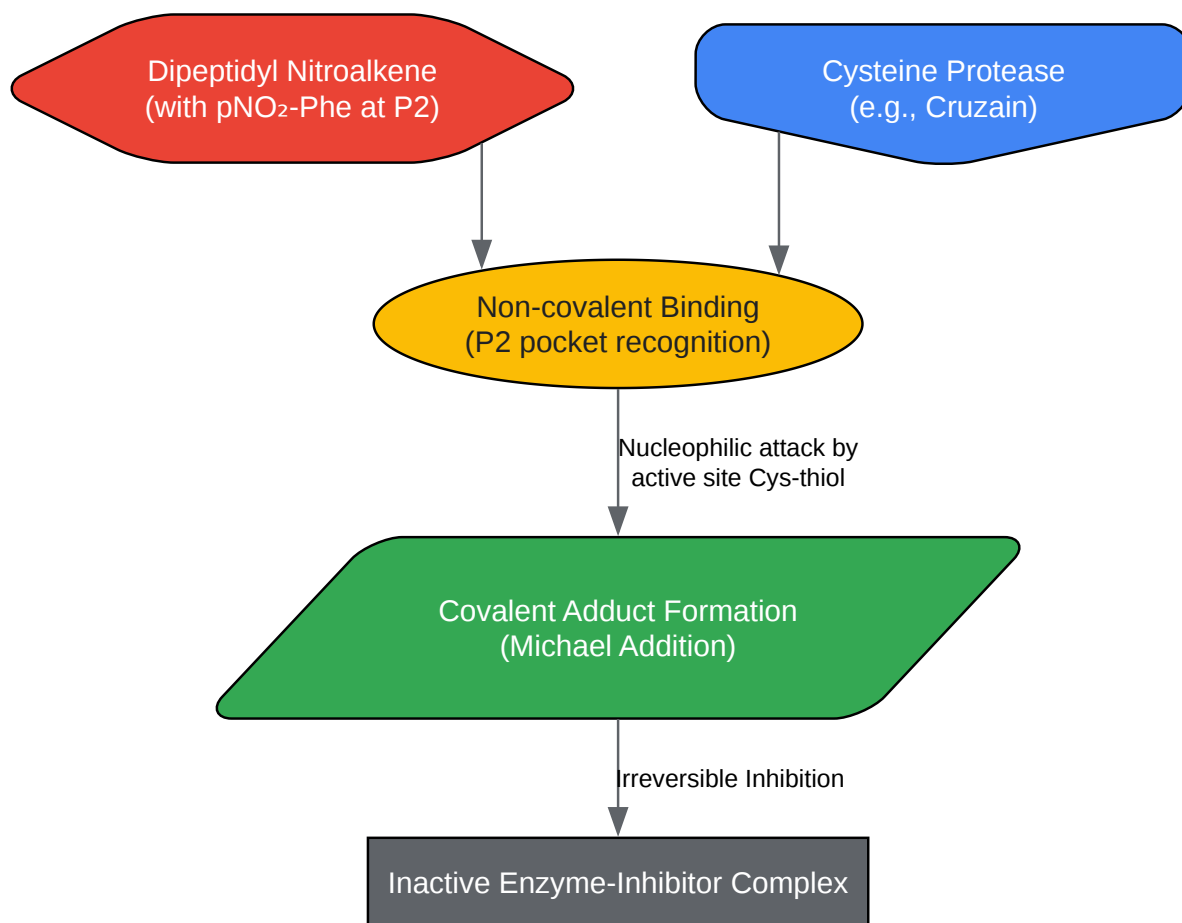 Dipeptidyl Nitroalkene
(with pNO₂-Phe at P2)
Cysteine Protease
(e.g., Cruzain)
Non-covalent Binding
(P2 pocket recognition)
Nucleophilic attack by
active site Cys-thiol
Covalent Adduct Formation
(Michael Addition)
Irreversible Inhibition
Inactive Enzyme-Inhibitor Complex